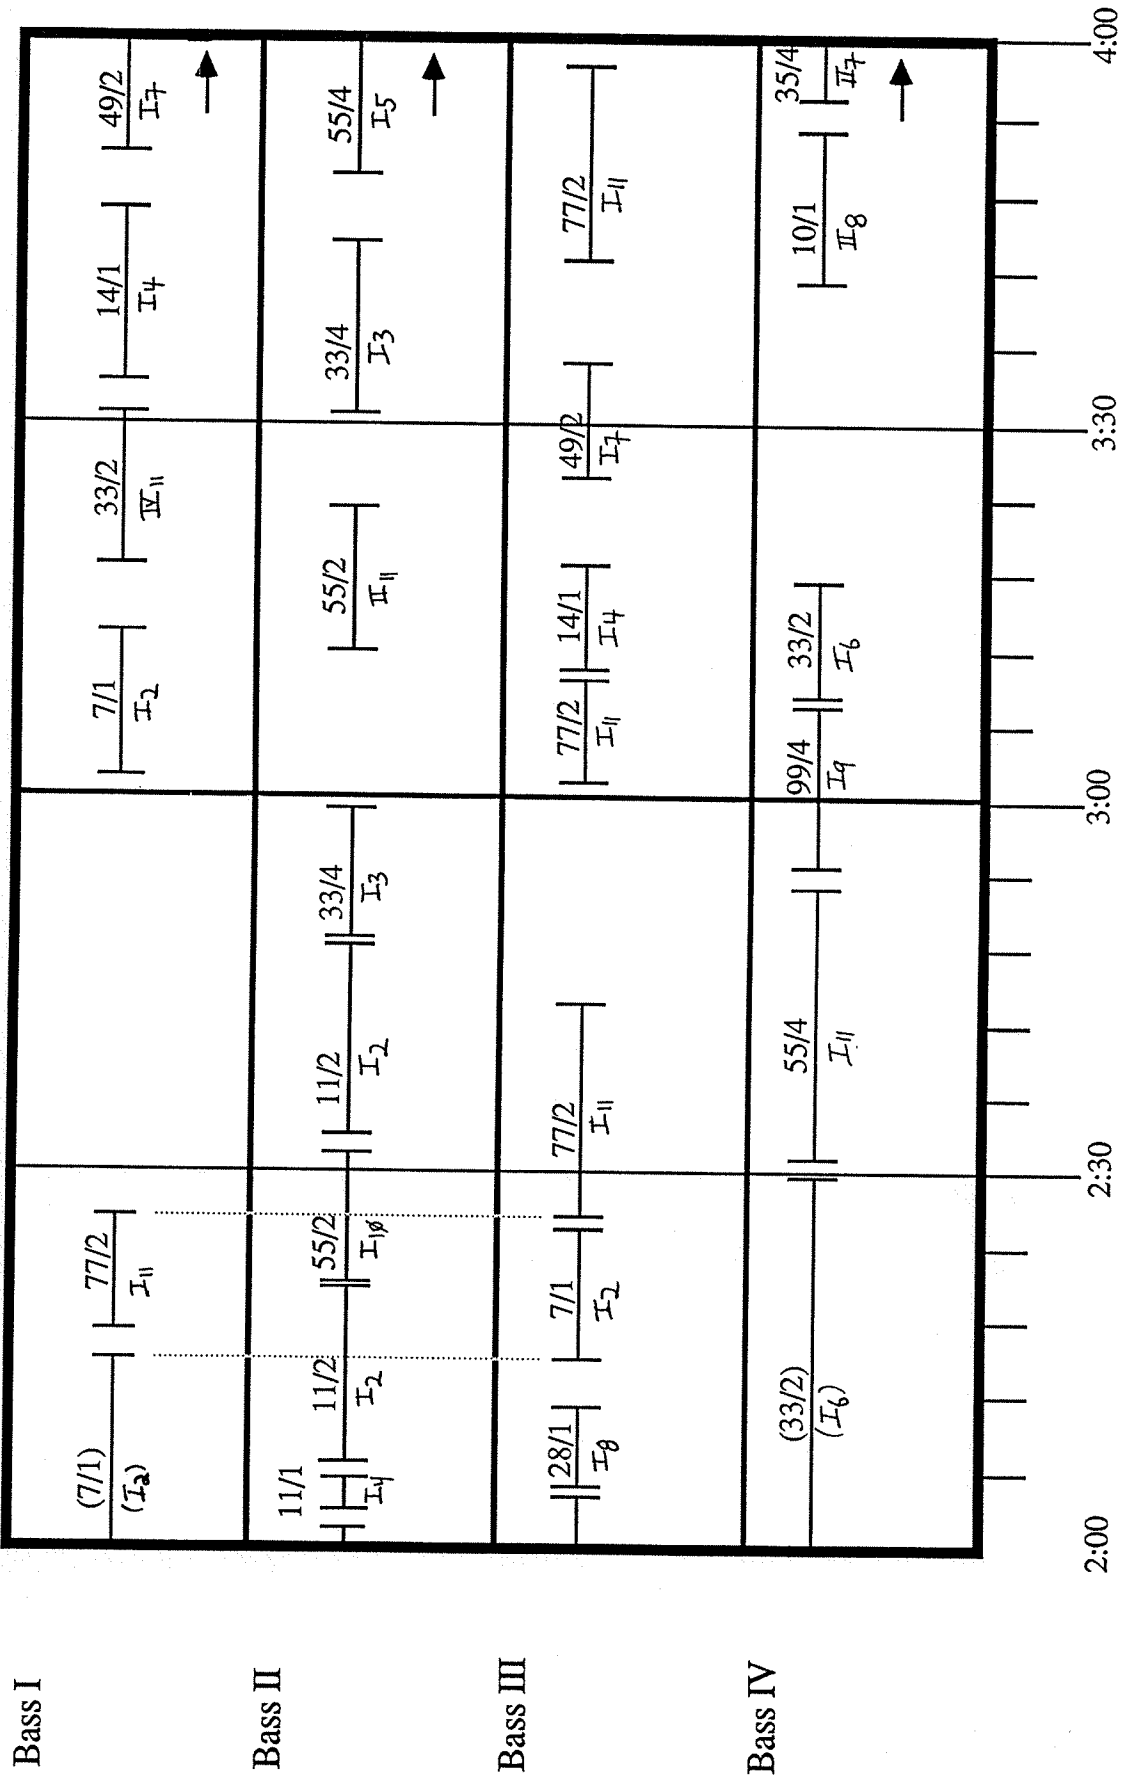 Bass I
(7/1)
(I2)
77/2
I11
7/1
I2
33/2
IV11
14/1
I4
49/2
I7
Bass II
11/1
I4
11/2
I2
55/2
I10
11/2
I2
33/4
I3
55/2
II11
33/4
I3
55/4
I5
Bass III
28/1
I8
7/1
I2
77/2
I11
77/2
I11
14/1
I4
49/2
I7
77/2
I11
Bass IV
(33/2)
(I6)
55/4
I11
99/4
I9
33/2
I6
10/1
II8
35/4
II7
2:00
2:30
3:00
3:30
4:00